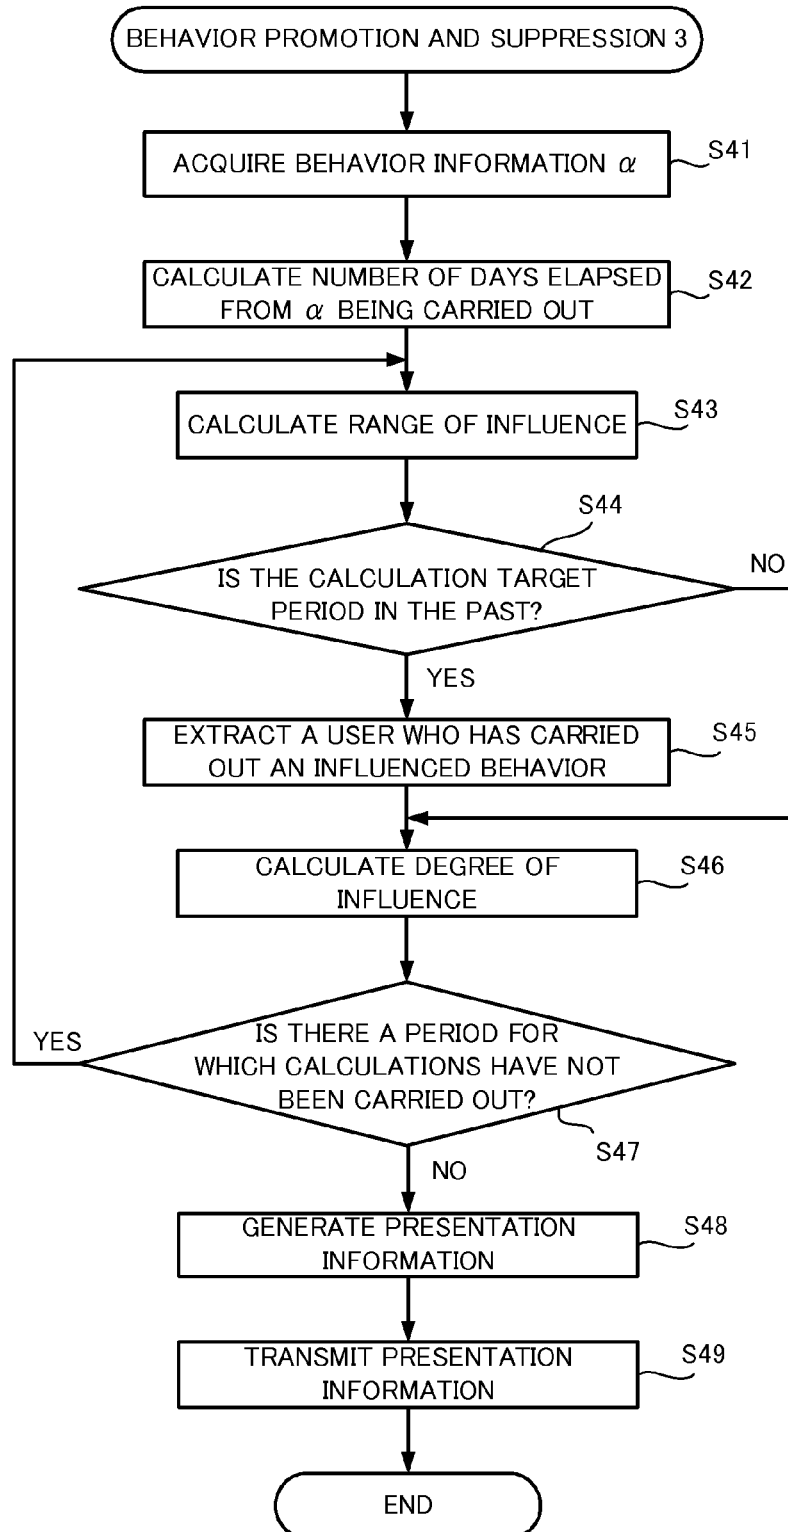 BEHAVIOR PROMOTION AND SUPPRESSION 3
ACQUIRE BEHAVIOR INFORMATION α
S41
CALCULATE NUMBER OF DAYS ELAPSED
FROM α BEING CARRIED OUT
S42
CALCULATE RANGE OF INFLUENCE
S43
S44
IS THE CALCULATION TARGET
PERIOD IN THE PAST?
NO
YES
EXTRACT A USER WHO HAS CARRIED
OUT AN INFLUENCED BEHAVIOR
S45
CALCULATE DEGREE OF
INFLUENCE
S46
YES
IS THERE A PERIOD FOR
WHICH CALCULATIONS HAVE NOT
BEEN CARRIED OUT?
S47
NO
GENERATE PRESENTATION
INFORMATION
S48
TRANSMIT PRESENTATION
INFORMATION
S49
END